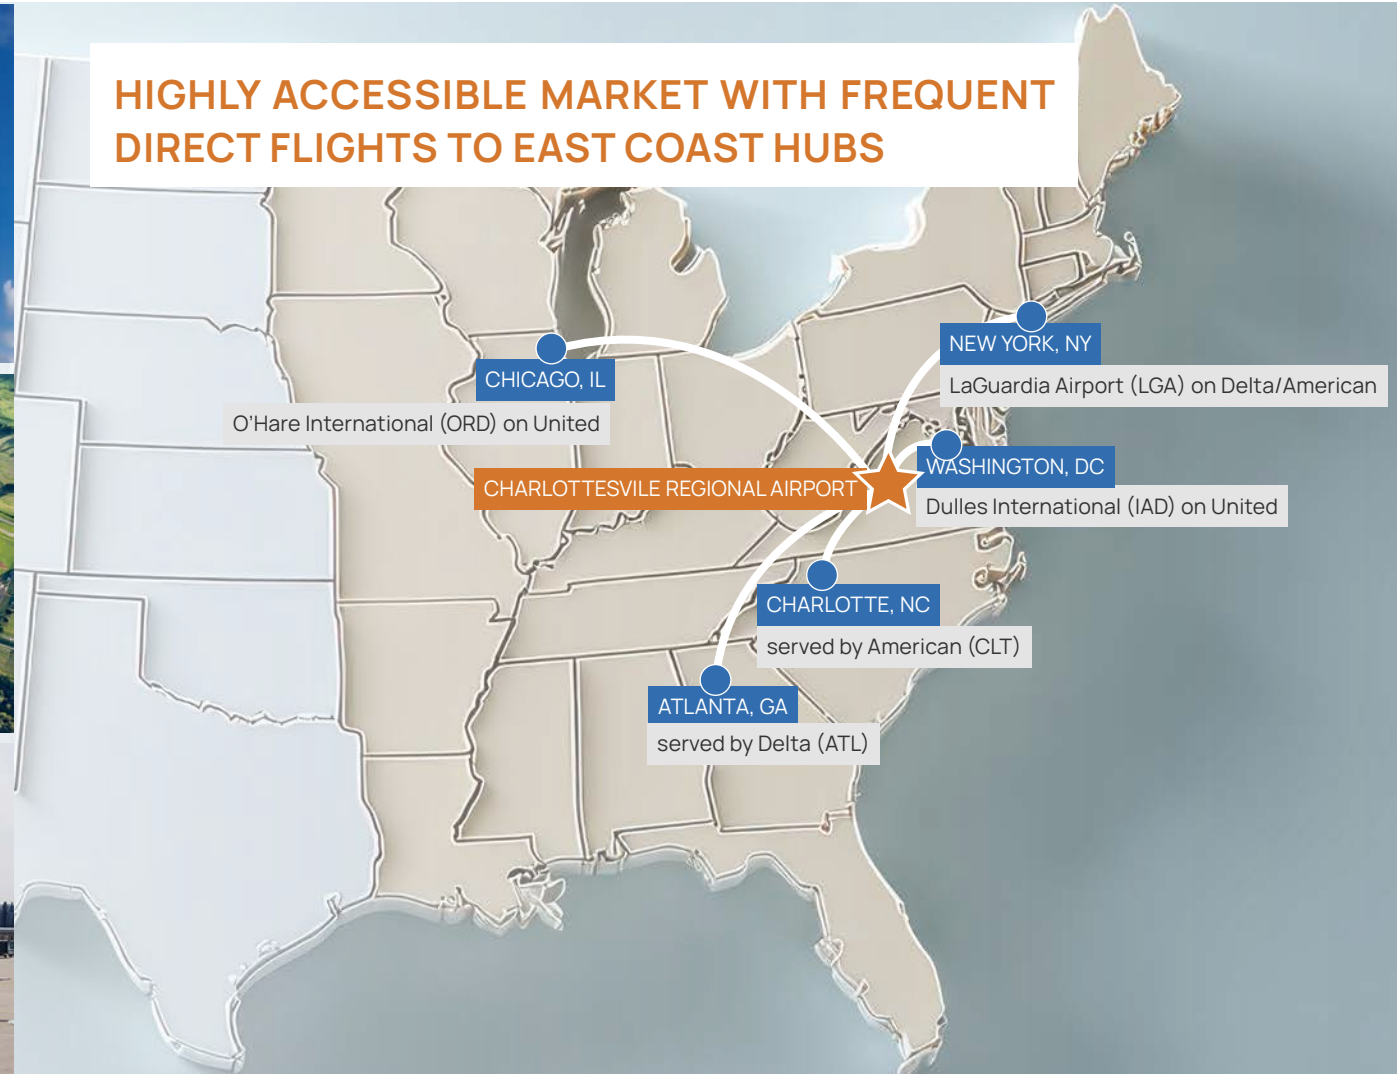 HIGHLY ACCESSIBLE MARKET WITH FREQUENT
DIRECT FLIGHTS TO EAST COAST HUBS
NEW YORK, NY
LaGuardia Airport (LGA) on Delta/American
CHICAGO, IL
O'Hare International (ORD) on United
WASHINGTON, DC
Dulles International (IAD) on United
CHARLOTTESVILE REGIONAL AIRPORT
CHARLOTTE, NC
served by American (CLT)
ATLANTA, GA
served by Delta (ATL)